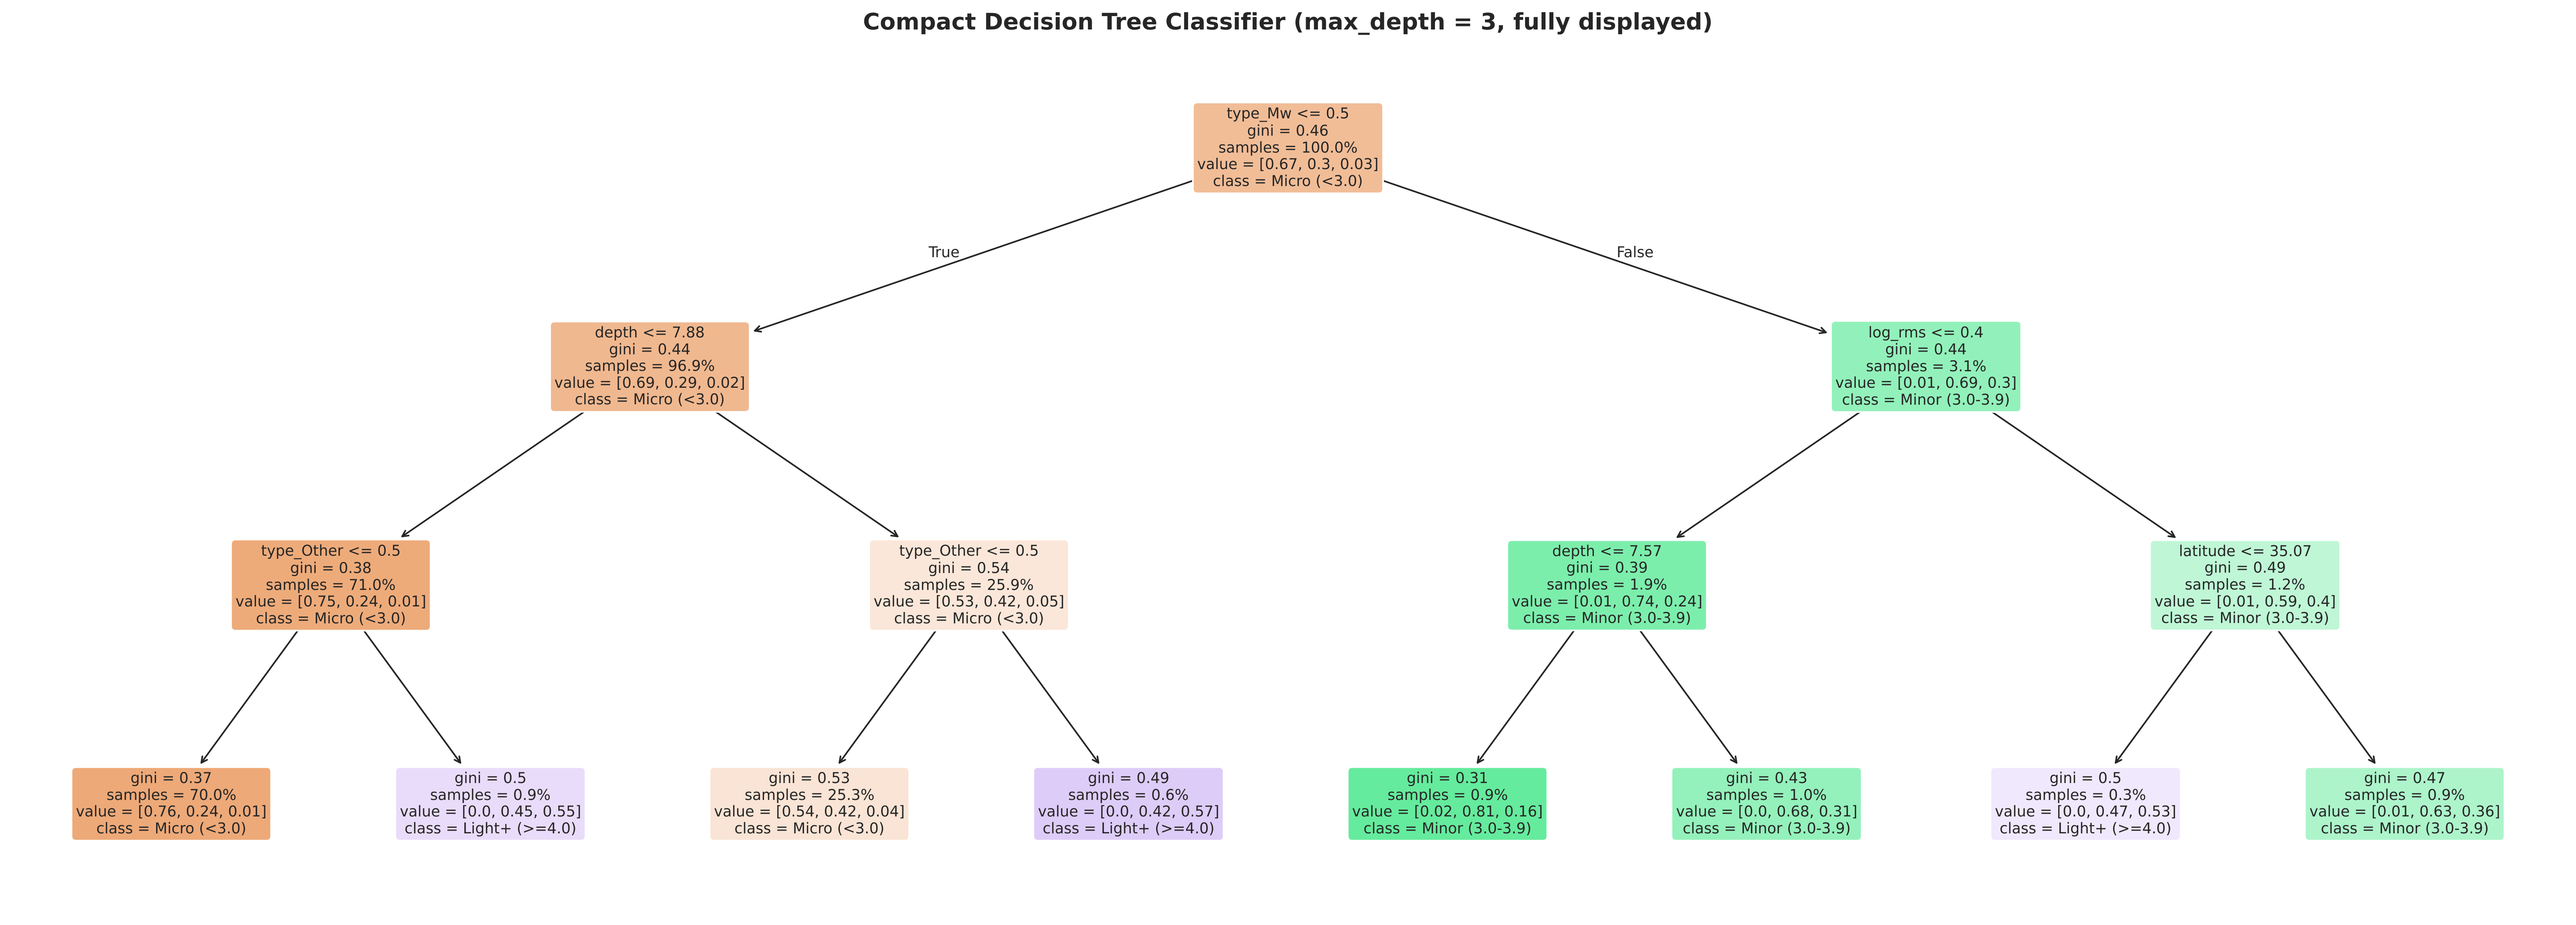 Compact Decision Tree Classifier (max_depth = 3, fully displayed)
type_Mw <= 0.5
gini = 0.46
samples = 100.0%
value = [0.67, 0.3, 0.03]
class = Micro (<3.0)
True
False
depth <= 7.88
gini = 0.44
samples = 96.9%
value = [0.69, 0.29, 0.02]
class = Micro (<3.0)
log_rms <= 0.4
gini = 0.44
samples = 3.1%
value = [0.01, 0.69, 0.3]
class = Minor (3.0-3.9)
type_Other <= 0.5
gini = 0.38
samples = 71.0%
value = [0.75, 0.24, 0.01]
class = Micro (<3.0)
type_Other <= 0.5
gini = 0.54
samples = 25.9%
value = [0.53, 0.42, 0.05]
class = Micro (<3.0)
depth <= 7.57
gini = 0.39
samples = 1.9%
value = [0.01, 0.74, 0.24]
class = Minor (3.0-3.9)
latitude <= 35.07
gini = 0.49
samples = 1.2%
value = [0.01, 0.59, 0.4]
class = Minor (3.0-3.9)
gini = 0.37
samples = 70.0%
value = [0.76, 0.24, 0.01]
class = Micro (<3.0)
gini = 0.5
samples = 0.9%
value = [0.0, 0.45, 0.55]
class = Light+ (>=4.0)
gini = 0.53
samples = 25.3%
value = [0.54, 0.42, 0.04]
class = Micro (<3.0)
gini = 0.49
samples = 0.6%
value = [0.0, 0.42, 0.57]
class = Light+ (>=4.0)
gini = 0.31
samples = 0.9%
value = [0.02, 0.81, 0.16]
class = Minor (3.0-3.9)
gini = 0.43
samples = 1.0%
value = [0.0, 0.68, 0.31]
class = Minor (3.0-3.9)
gini = 0.5
samples = 0.3%
value = [0.0, 0.47, 0.53]
class = Light+ (>=4.0)
gini = 0.47
samples = 0.9%
value = [0.01, 0.63, 0.36]
class = Minor (3.0-3.9)